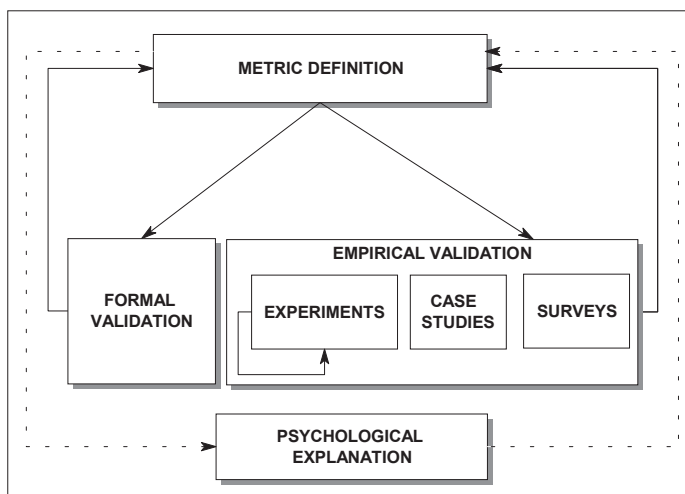 METRIC DEFINITION
EMPIRICAL VALIDATION
FORMAL
VALIDATION
EXPERIMENTS
CASE
STUDIES
SURVEYS
PSYCHOLOGICAL
EXPLANATION